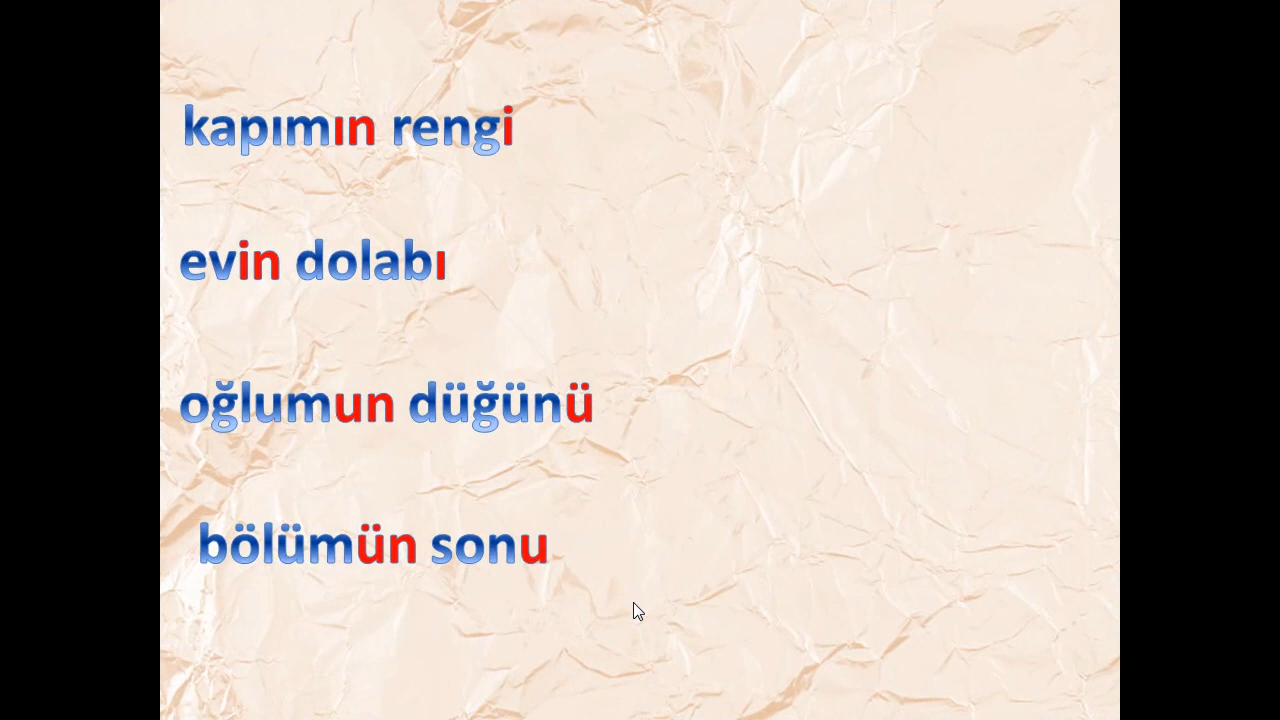 kapımın rengi
evin dolabı
oğlumun düğünü
bölümün sonu